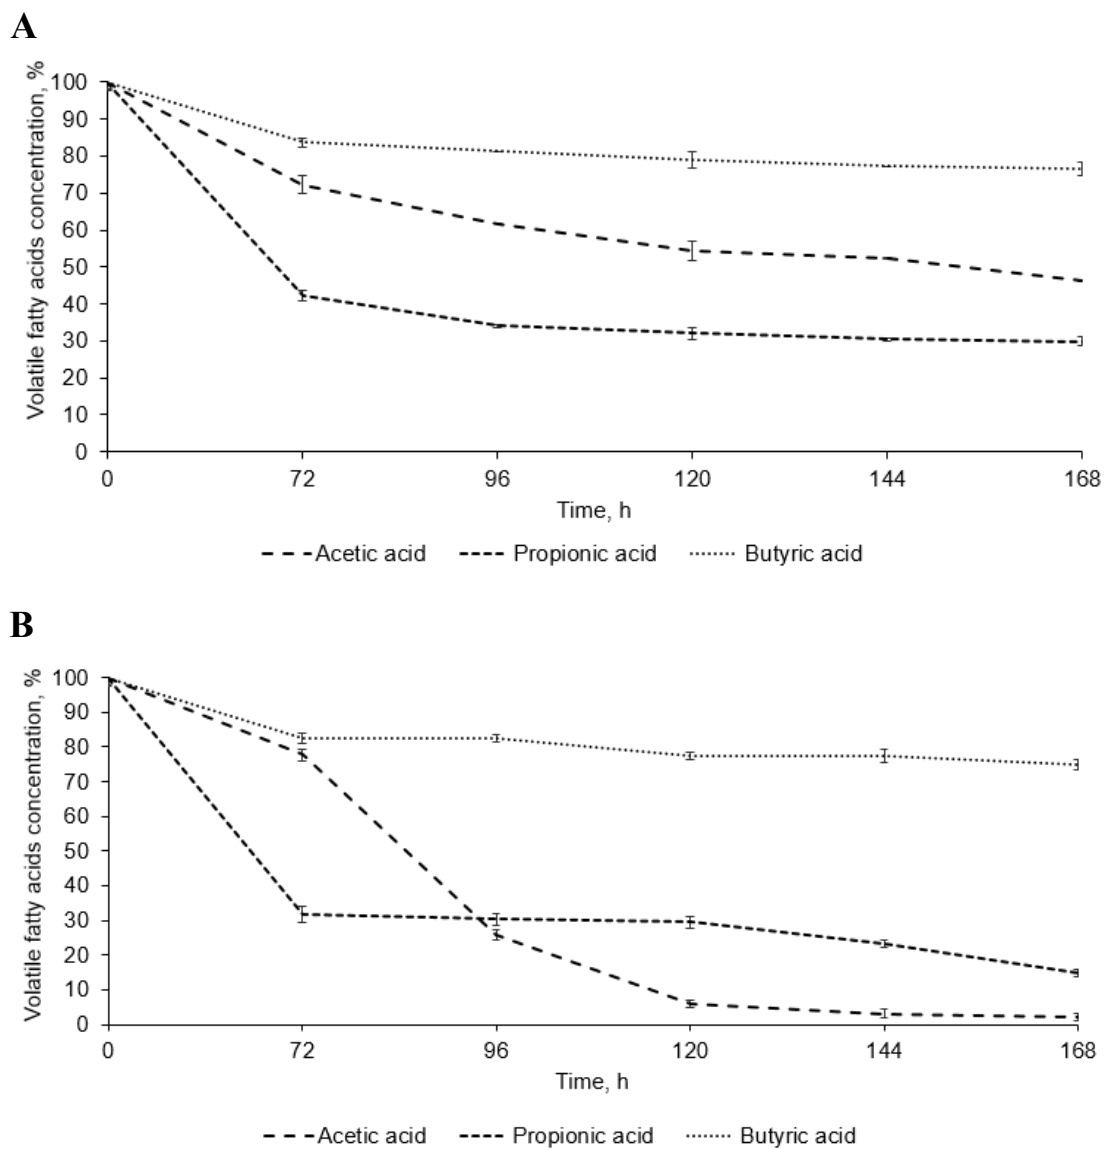 A
Volatile fatty acids concentration, %
100
90
80
70
60
50
40
30
20
10
0
0 72 96 120 144 168
Time, h
Acetic acid Propionic acid Butyric acid
B
Volatile fatty acids concentration, %
100
90
80
70
60
50
40
30
20
10
0
0 72 96 120 144 168
Time, h
Acetic acid Propionic acid Butyric acid